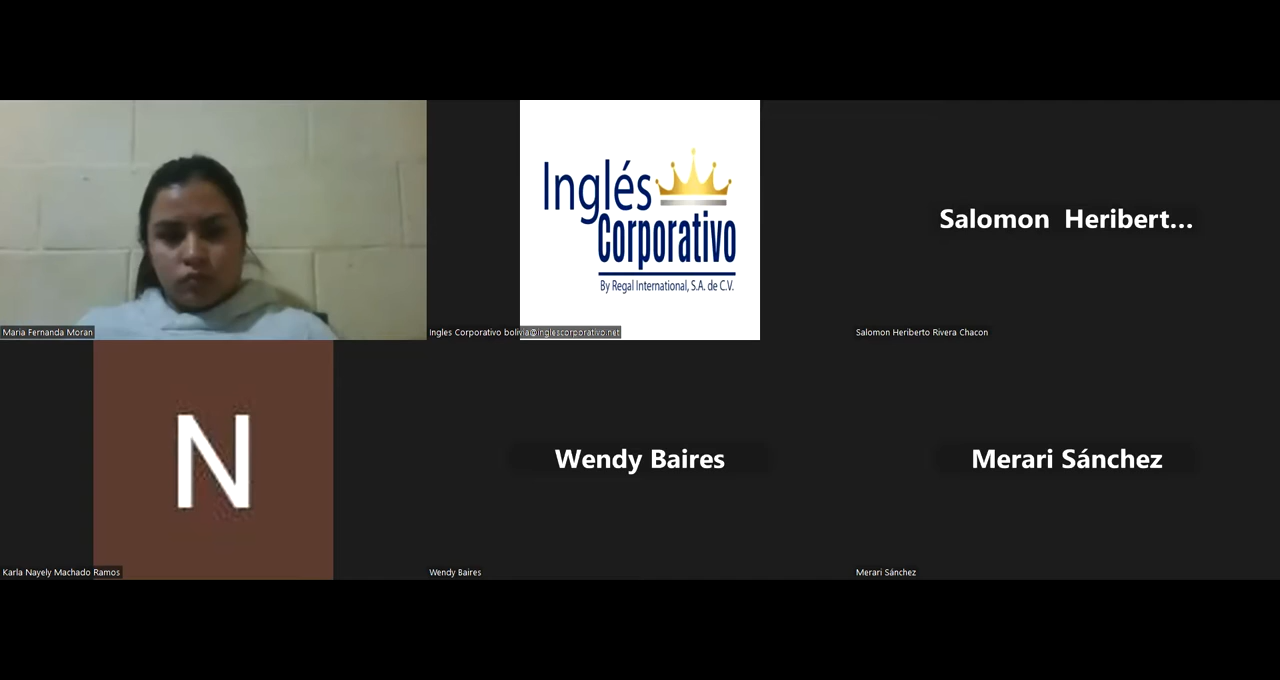 Inglés
Corporativo
By Regal International, S.A. de C.V.
Salomon Heribert...
Maria Fernanda Moran
Ingles Corporativo bolivia@inglescorporativo.net
Salomon Heriberto Rivera Chacon
N
Wendy Baires
Merari Sánchez
Karla Nayely Machado Ramos
Wendy Baires
Merari Sánchez